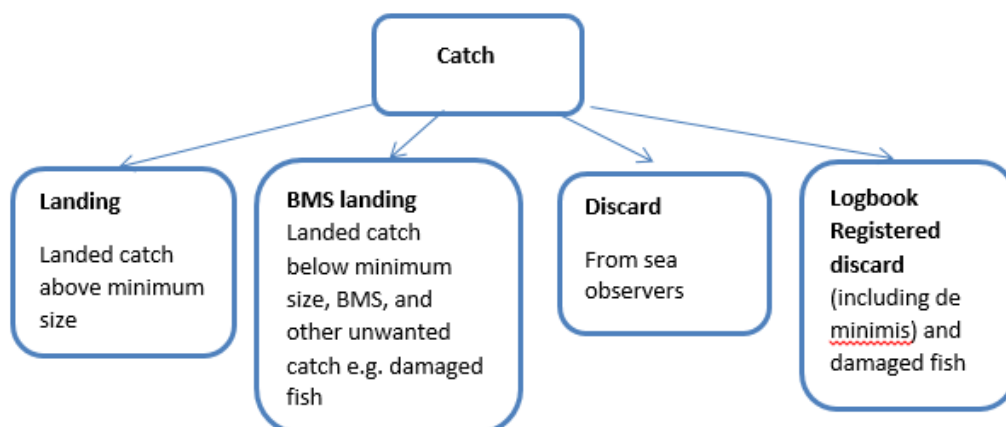 Catch
Landing
Landed catch
above minimum
size
BMS landing
Landed catch
below minimum
size, BMS, and
other unwanted
catch e.g. damaged
fish
Discard
From sea
observers
Logbook
Registered
discard
(including de
minimis) and
damaged fish